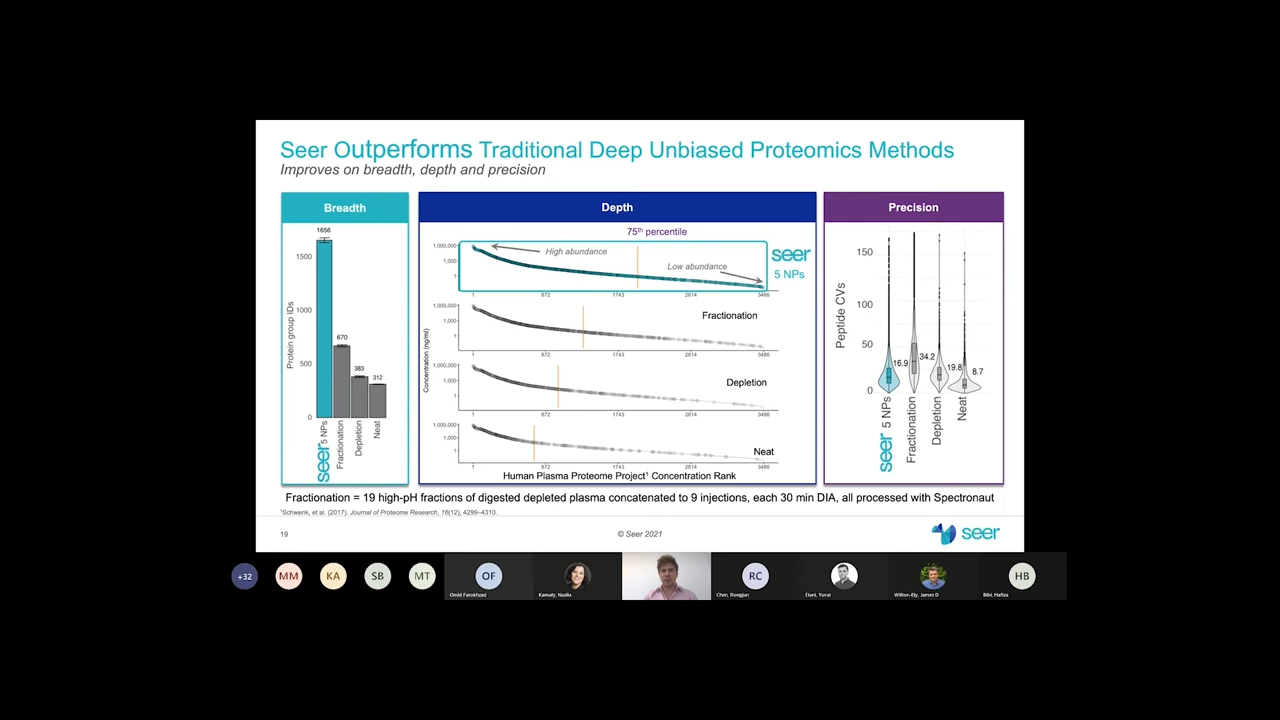 Seer Outperforms Traditional Deep Unbiased Proteomics Methods
Improves on breadth, depth and precision
Breadth
1656
1500
1000
500
0
670
383
312
Protein group IDs
seer 5 NPs
Fractionation
Depletion
Neat
Depth
75th percentile
High abundance
Low abundance
seer
5 NPs
1,000,000
1,000
1
1 872 1743 2614 3486
Fractionation
1,000,000
1,000
1
1 872 1743 2614 3486
Depletion
1,000,000
1,000
1
1 872 1743 2614 3486
Neat
1,000,000
1,000
1 872 1743 2614 3486
Concentration (ng/ml)
Human Plasma Proteome Project1 Concentration Rank
Precision
150
100
50
0
Peptide CVs
16.9
34.2
19.8
8.7
seer 5 NPs
Fractionation
Depletion
Neat
Fractionation = 19 high-pH fractions of digested depleted plasma concatenated to 9 injections, each 30 min DIA, all processed with Spectronaut
1Schwenk, et al. (2017). Journal of Proteome Research, 16(12), 4299–4310.
19
© Seer 2021
seer
+32
MM
KA
SB
MT
OF
RC
HB
Omid Farokhzad
Kamaly, Nazila
Chen, Rongjun
Elani, Yuval
Wilton-Ely, James D
Bibi, Hafiza